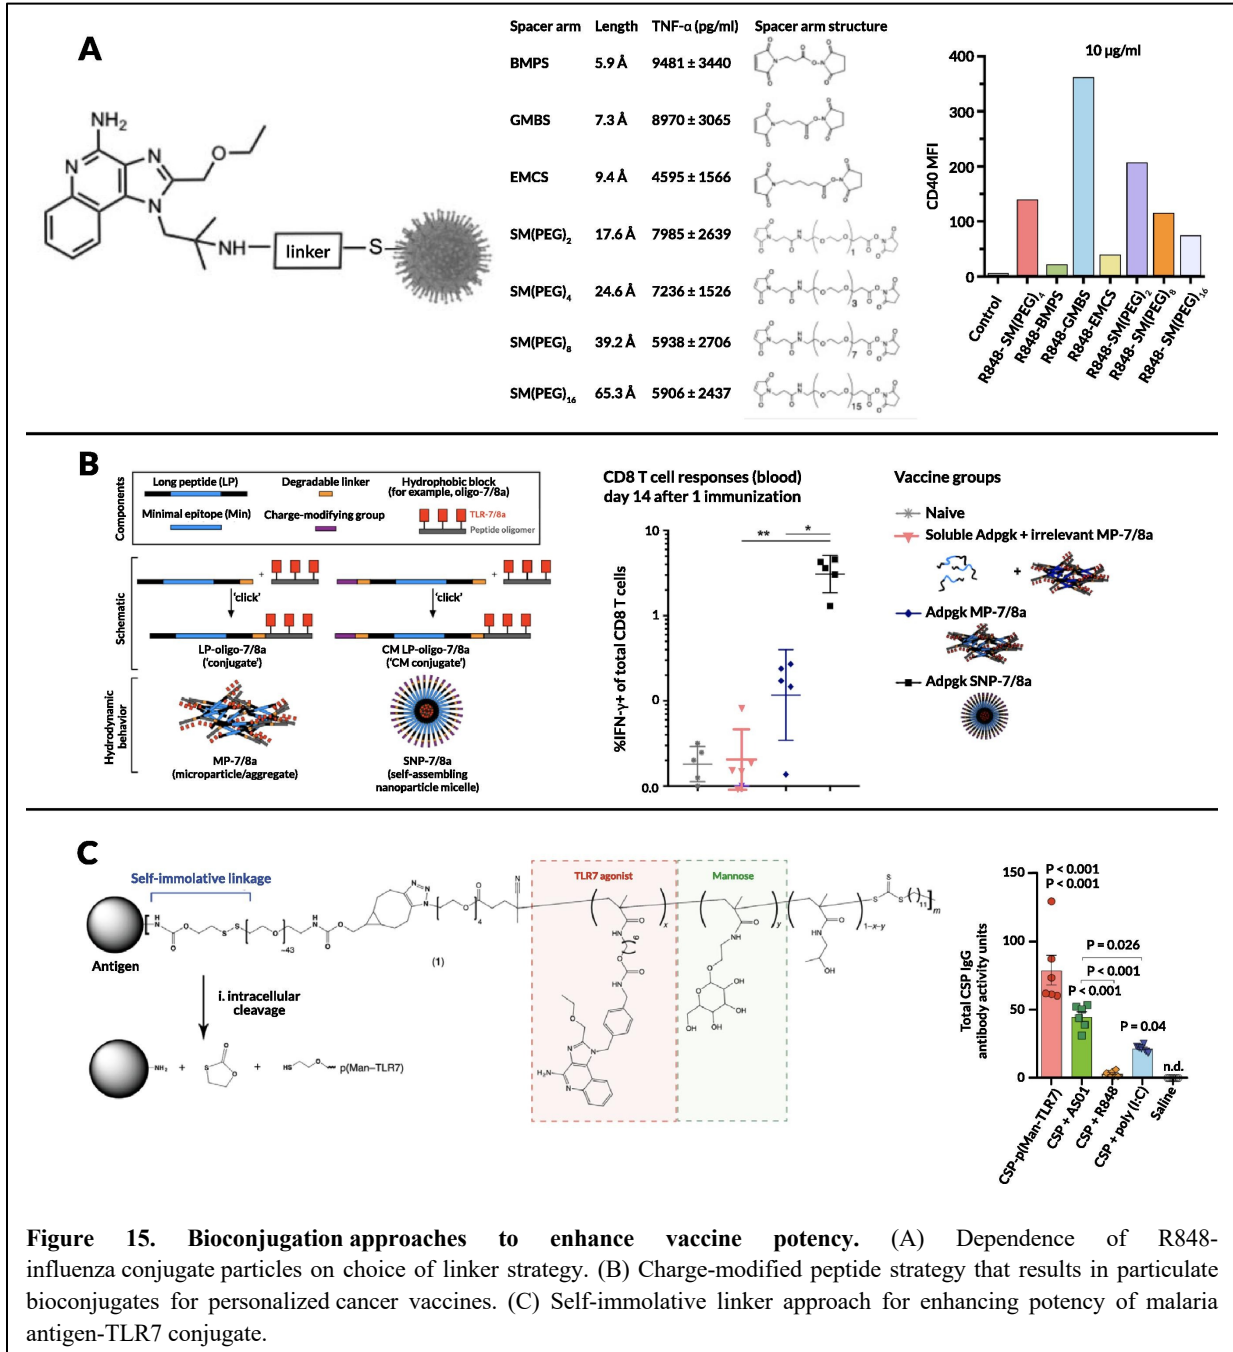 A
NH₂
N
N
N
O
NH
linker
S
Spacer arm Length TNF-α (pg/ml) Spacer arm structure
BMPS 5.9 Å 9481 ± 3440
GMBS 7.3 Å 8970 ± 3065
EMCS 9.4 Å 4595 ± 1566
SM(PEG)₂ 17.6 Å 7985 ± 2639
1
SM(PEG)₄ 24.6 Å 7236 ± 1526
3
SM(PEG)₈ 39.2 Å 5938 ± 2706
7
SM(PEG)₁₆ 65.3 Å 5906 ± 2437
15
10 µg/ml
CD40 MFI
400
300
200
100
0
Control
R848- SM(PEG)₄
R848-BMPS
R848-GMBS
R848-EMCS
R848-SM(PEG)₂
R848- SM(PEG)₈
R848- SM(PEG)₁₆
B
Components
Long peptide (LP)
Degradable linker
Hydrophobic block
(for example, oligo-7/8a)
Minimal epitope (Min)
Charge-modifying group
TLR-7/8a
Peptide oligomer
Schematic
+
+
'click'
'click'
LP-oligo-7/8a
('conjugate')
CM LP-oligo-7/8a
('CM conjugate')
Hydrodynamic
behavior
MP-7/8a
(microparticle/aggregate)
SNP-7/8a
(self-assembling
nanoparticle micelle)
CD8 T cell responses (blood)
day 14 after 1 immunization
%IFN-γ+ of total CD8 T cells
10
1
0
0.0
**
*
Vaccine groups
Naive
Soluble Adpgk + irrelevant MP-7/8a
+
Adpgk MP-7/8a
Adpgk SNP-7/8a
C
Self-immolative linkage
Antigen
~43
4
(1)
TLR7 agonist
Mannose
x
y
1-x-y
11
m
i. intracellular
cleavage
NH₂ + + HS O p(Man–TLR7)
Total CSP IgG
antibody activity units
150
100
50
0
P < 0.001
P < 0.001
P = 0.026
P < 0.001
P < 0.001
P = 0.04
n.d.
CSP-p(Man-TLR7)
CSP + AS01
CSP + R848
CSP + poly (I:C)
Saline
Figure 15. Bioconjugation approaches to enhance vaccine potency. (A) Dependence of R848-
influenza conjugate particles on choice of linker strategy. (B) Charge-modified peptide strategy that results in particulate
bioconjugates for personalized cancer vaccines. (C) Self-immolative linker approach for enhancing potency of malaria
antigen-TLR7 conjugate.